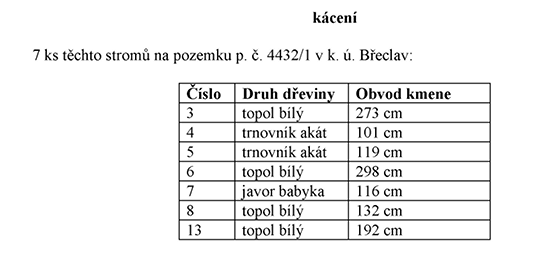 kácení
7 ks těchto stromů na pozemku p. č. 4432/1 v k. ú. Břeclav:
Číslo Druh dřeviny Obvod kmene
3 topol bílý 273 cm
4 trnovník akát 101 cm
5 trnovník akát 119 cm
6 topol bílý 298 cm
7 javor babyka 116 cm
8 topol bílý 132 cm
13 topol bílý 192 cm